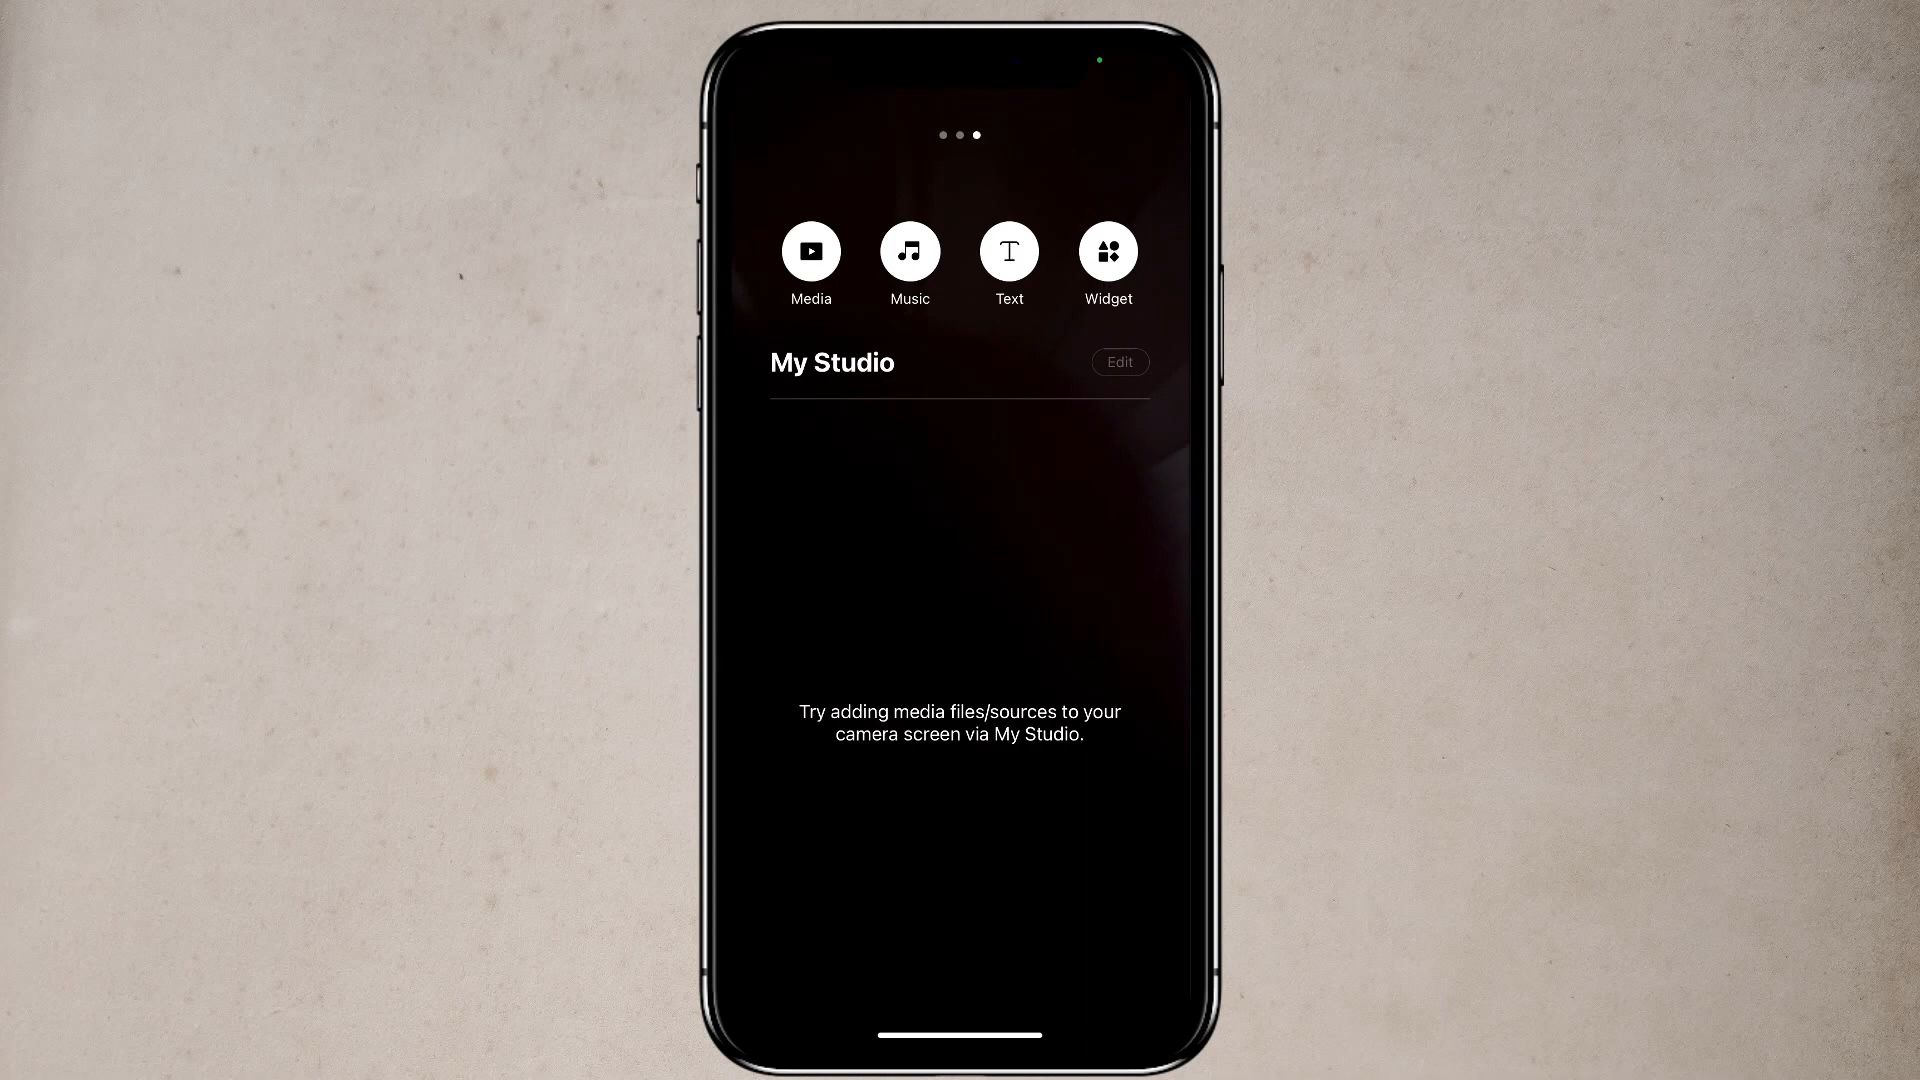 Media
Music
Text
Widget
My Studio
Edit
Try adding media files/sources to your
camera screen via My Studio.